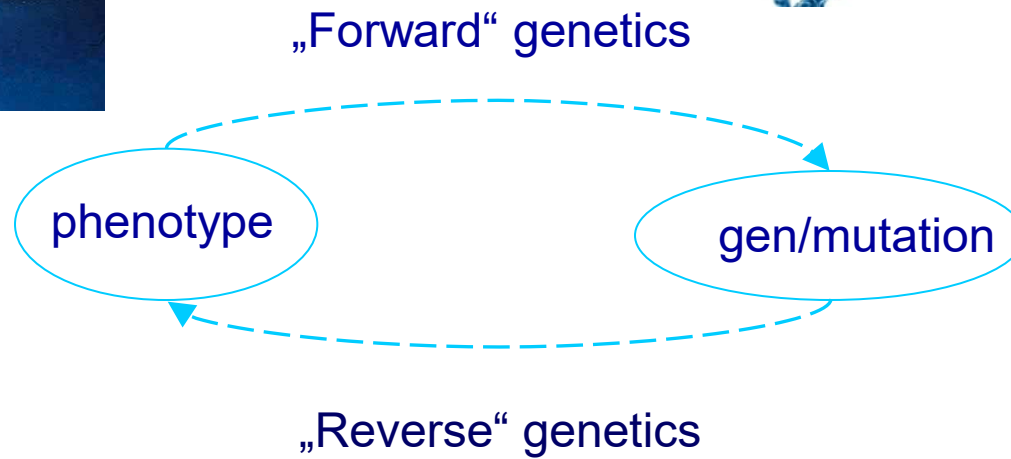 „Forward“ genetics
phenotype
gen/mutation
„Reverse“ genetics